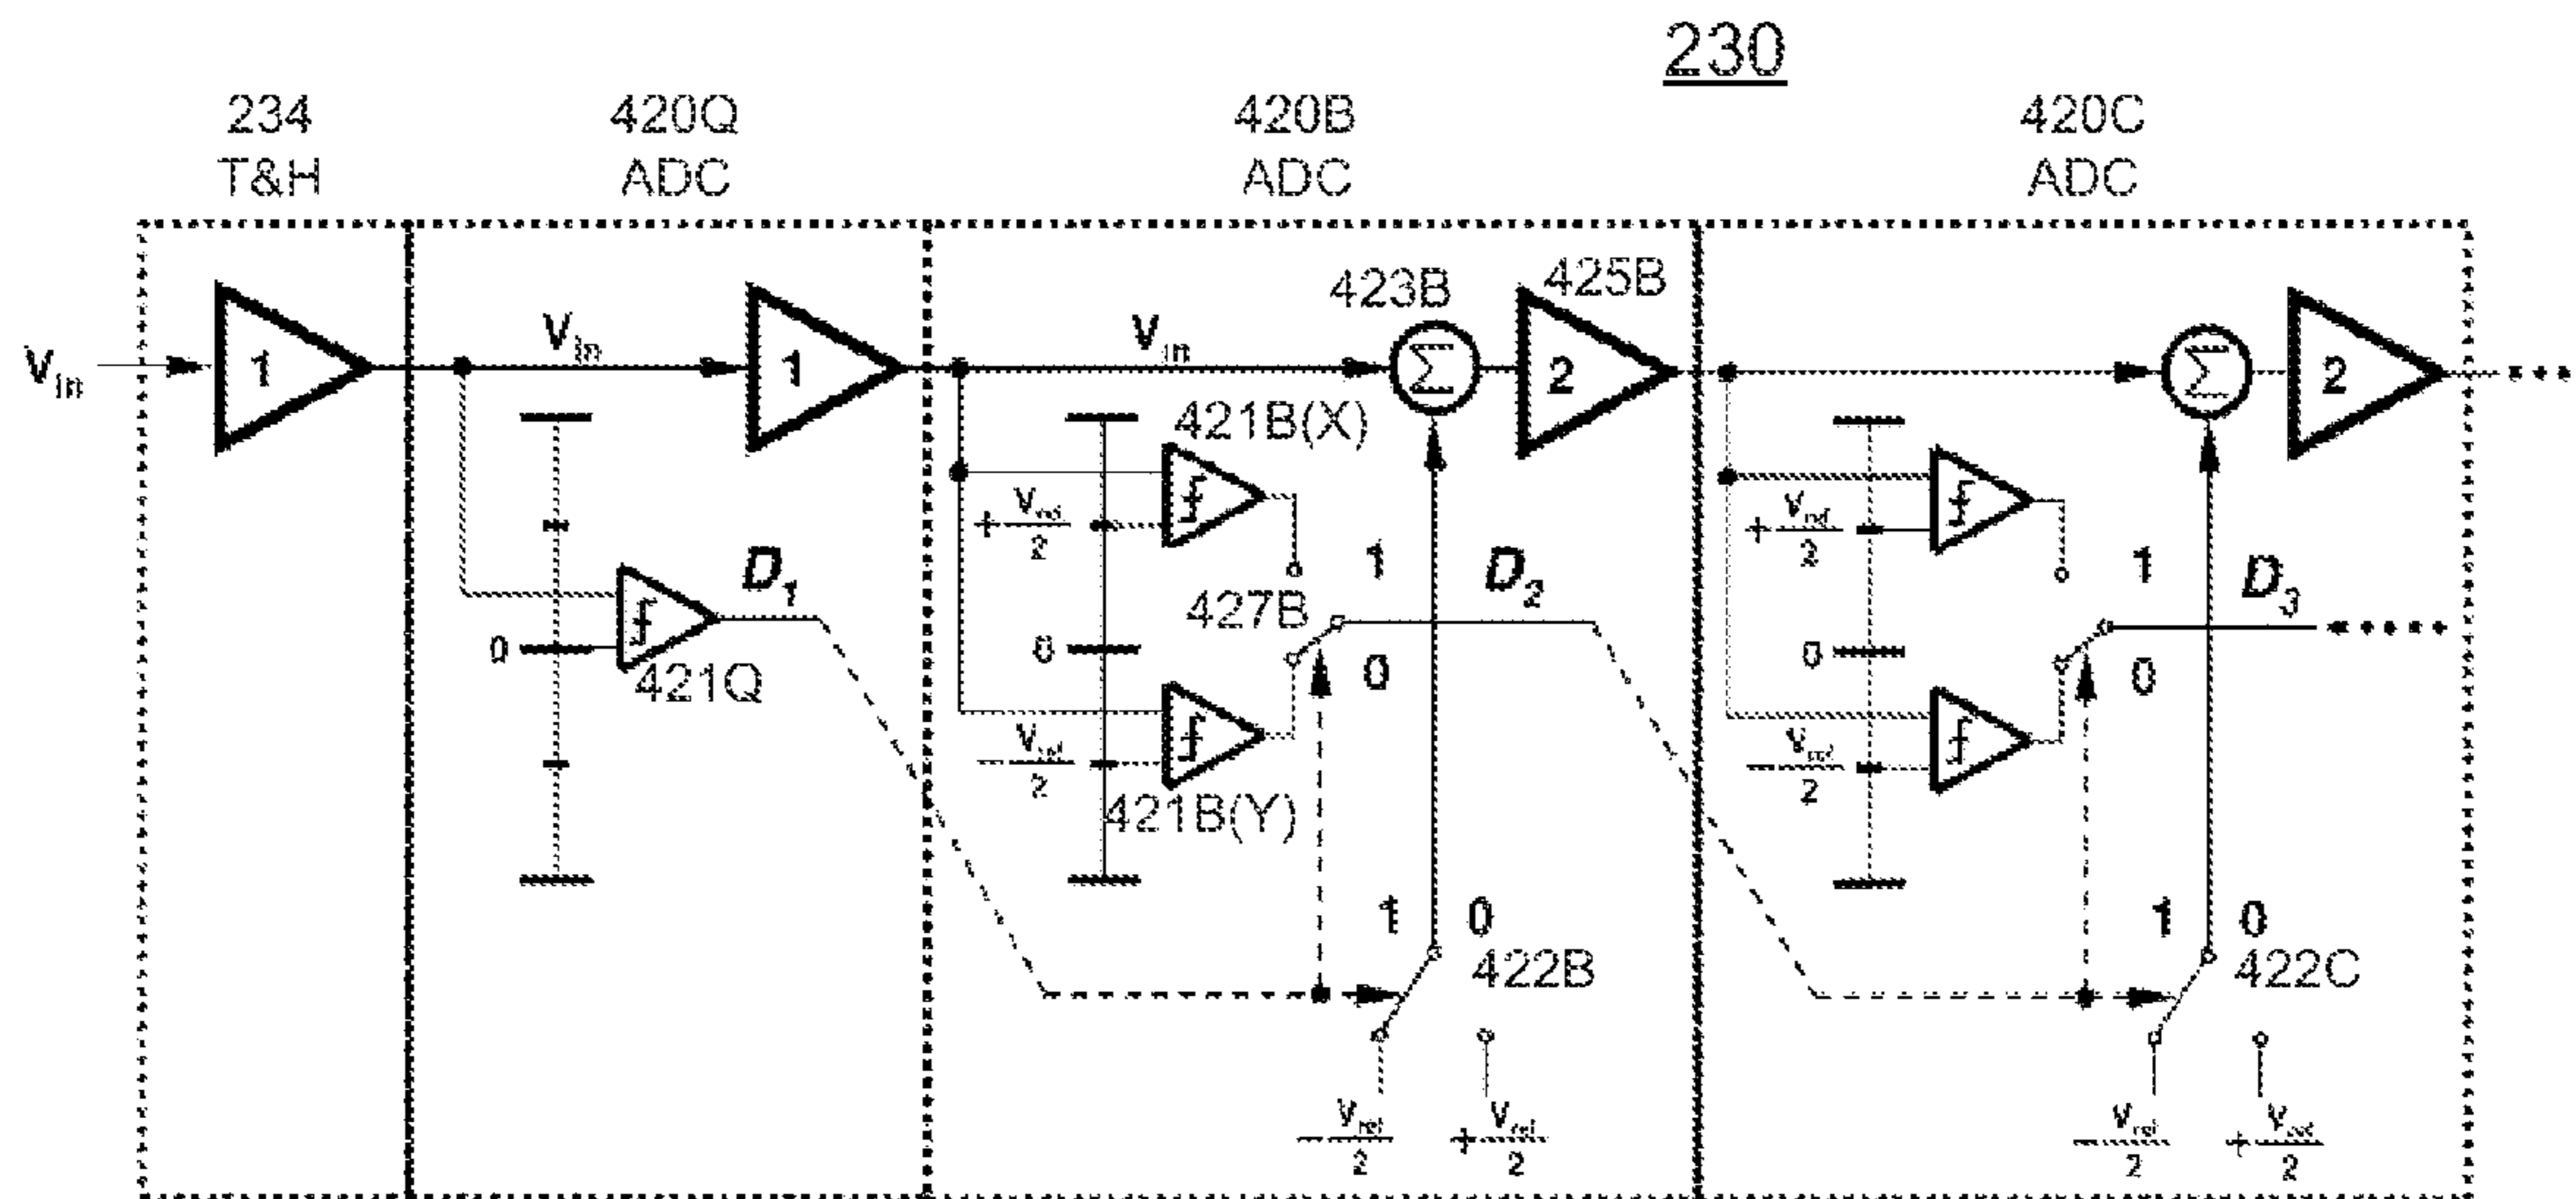 230
234
T&H
420Q
ADC
420B
ADC
420C
ADC
V_in
1
V_in
1
V_in
423B
425B
Σ
2
Σ
2
421B(X)
+ V_ref / 2
+ V_ref / 2
D_1
1
D_2
1
D_3
427B
0
0
0
0
0
421Q
- V_ref / 2
421B(Y)
- V_ref / 2
1 0
422B
1 0
422C
- V_ref / 2
+ V_ref / 2
- V_ref / 2
+ V_ref / 2